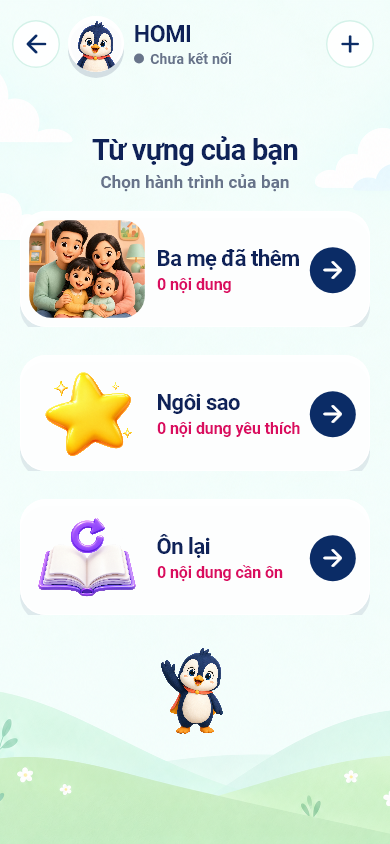 HOMI
Chưa kết nối
Từ vựng của bạn
Chọn hành trình của bạn
Ba mẹ đã thêm
0 nội dung
Ngôi sao
0 nội dung yêu thích
Ôn lại
0 nội dung cần ôn